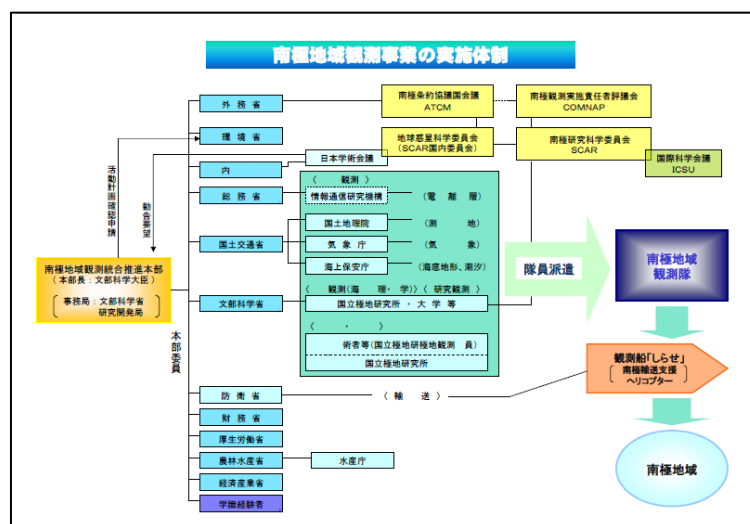 南極地域観測事業の実施体制
外務省
環境省
内
総務省
国土交通省
文部科学省
防衛省
財務省
厚生労働省
農林水産省
経済産業省
学識経験者
活動計画確認申請
勧告要望
南極地域観測統合推進本部
(本部長：文部科学大臣)
事務局：文部科学省
研究開発局
本部委員
南極条約協議国会議
ATCM
南極観測実施責任者評議会
COMNAP
日本学術会議
地球惑星科学委員会
(SCAR国内委員会)
南極研究科学委員会
SCAR
国際科学会議
ICSU
〈 観測 〉
情報通信研究機構
(電離層)
国土地理院
(測地)
気象庁
(気象)
海上保安庁
(海底地形、潮汐)
〈 観測(海 理・学)〉〈 研究観測 〉
国立極地研究所・大学等
〈 ・ 〉
術者等(国立極地研極地観測 員)
国立極地研究所
〈 輸送 〉
水産庁
隊員派遣
南極地域
観測隊
観測船「しらせ」
南極輸送支援
ヘリコプター
南極地域